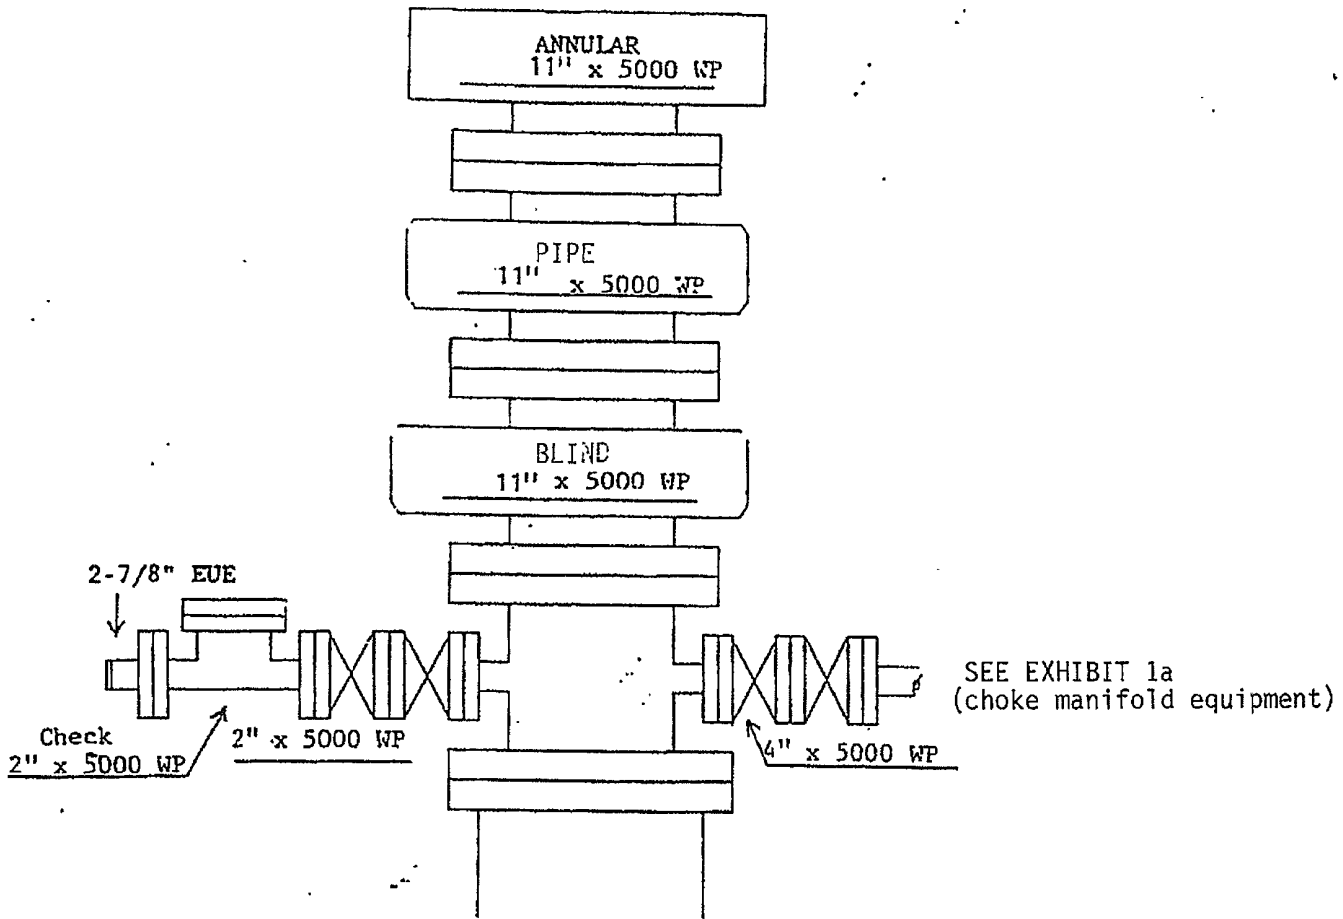 ANNULAR
11" x 5000 WP
PIPE
11" x 5000 WP
BLIND
11" x 5000 WP
2-7/8" EUE
SEE EXHIBIT 1a
(choke manifold equipment)
Check
2" x 5000 WP
2" x 5000 WP
4" x 5000 WP